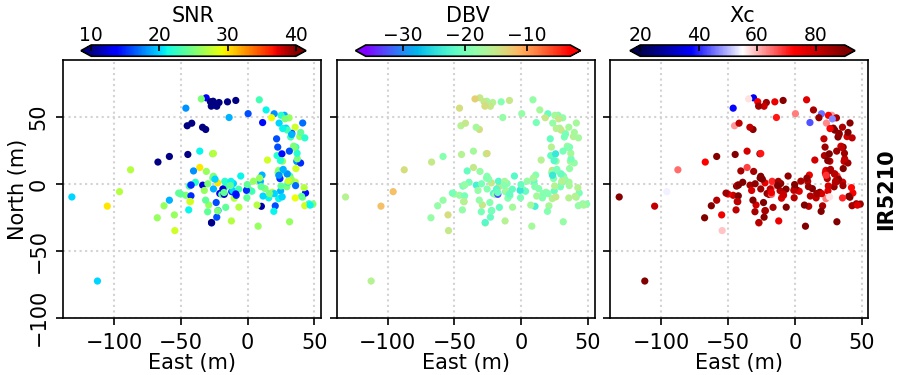 SNR DBV Xc
10 20 30 40 −30 −20 −10 20 40 60 80
North (m)
50
0
−50
−100
−100 −50 0 50 −100 −50 0 50 −100 −50 0 50
East (m) East (m) East (m)
IR5210